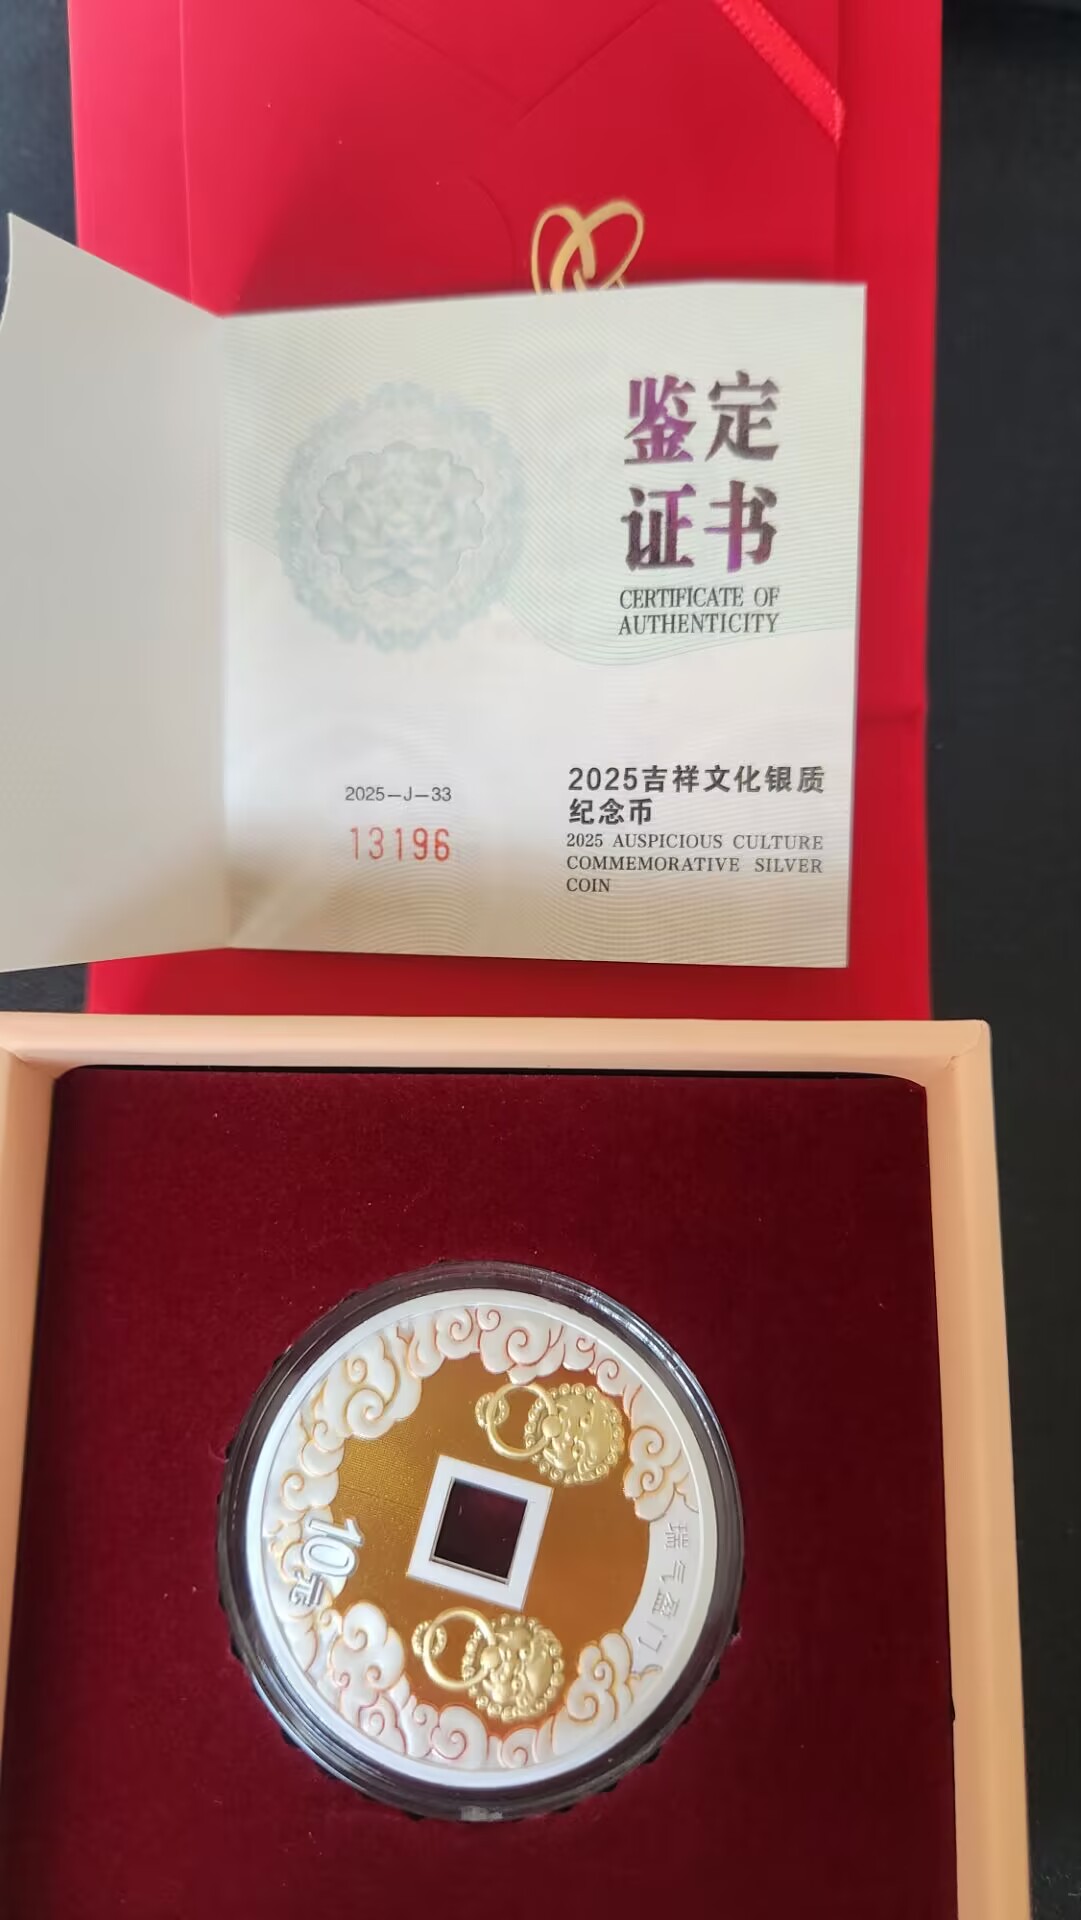 鉴定
证书
CERTIFICATE OF
AUTHENTICITY
2025-J-33
13196
2025吉祥文化银质
纪念币
2025 AUSPICIOUS CULTURE
COMMEMORATIVE SILVER
COIN
10元
瑞气盈门